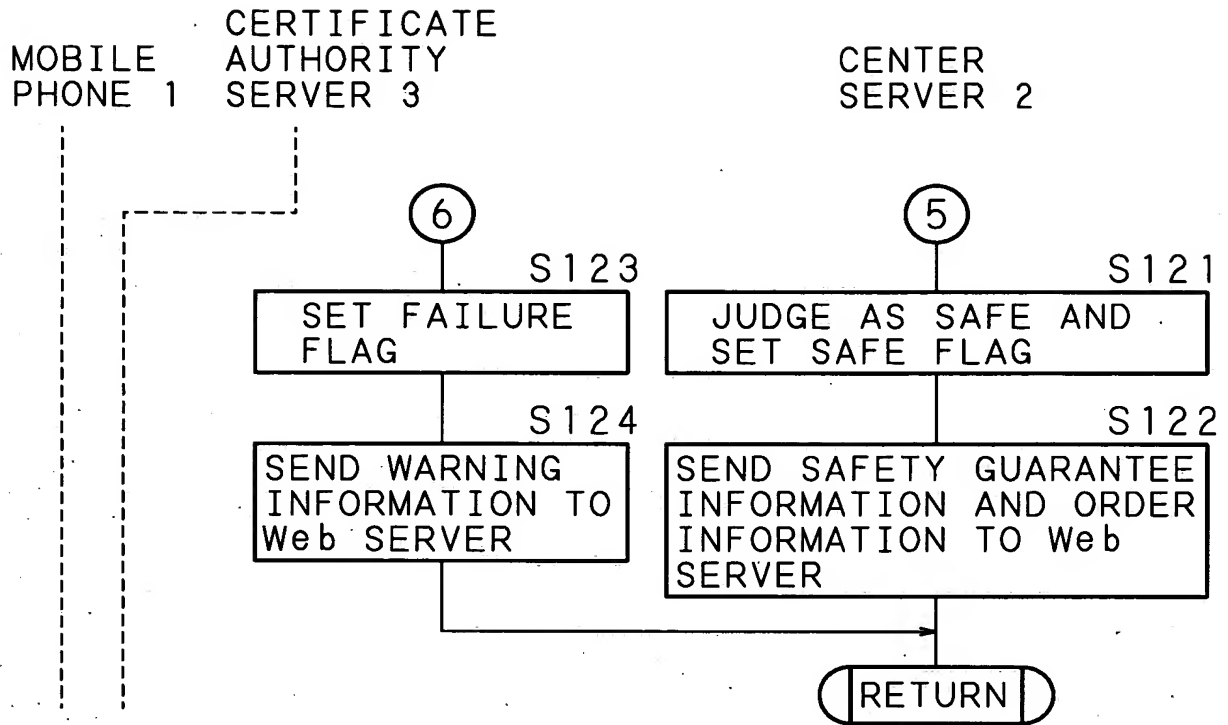 MOBILE
PHONE 1
CERTIFICATE
AUTHORITY
SERVER 3
CENTER
SERVER 2
6
5
S123
SET FAILURE
FLAG
S121
JUDGE AS SAFE AND
SET SAFE FLAG
S124
SEND WARNING
INFORMATION TO
Web SERVER
S122
SEND SAFETY GUARANTEE
INFORMATION AND ORDER
INFORMATION TO Web
SERVER
RETURN